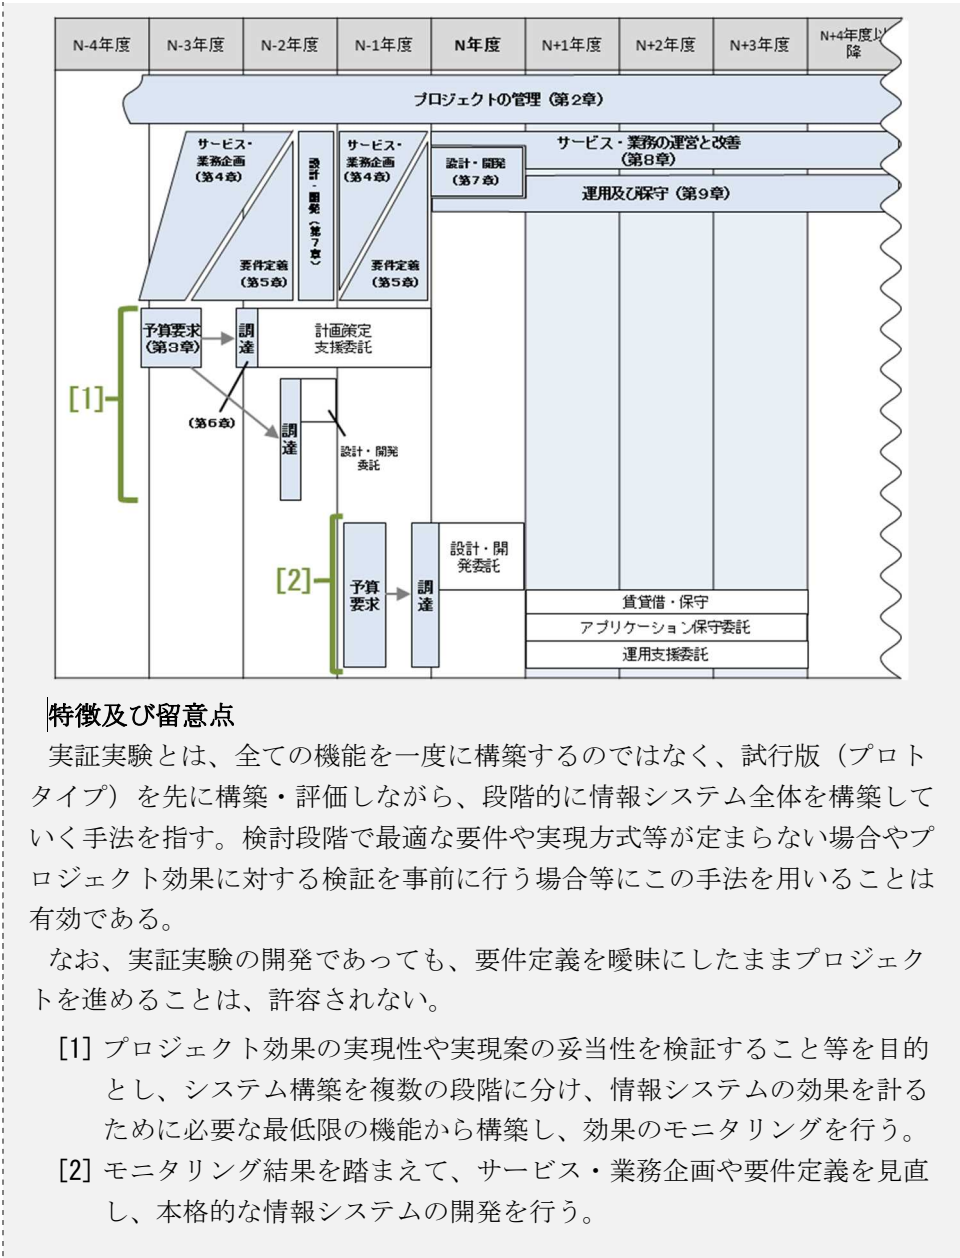 N-4年度
N-3年度
N-2年度
N-1年度
N年度
N+1年度
N+2年度
N+3年度
N+4年度以
降
プロジェクトの管理（第2章）
サービス・
業務企画
(第4章)
要件定義
(第5章)
設計・開発（第7章）
サービス・
業務企画
(第4章)
要件定義
(第5章)
設計・開発
(第7章)
サービス・業務の運営と改善
(第8章)
運用及び保守（第9章）
[1]
予算要求
(第3章)
調達
計画策定
支援委託
(第6章)
調達
設計・開発
委託
[2]
予算
要求
調達
設計・開
発委託
賃貸借・保守
アプリケーション保守委託
運用支援委託
特徴及び留意点
実証実験とは、全ての機能を一度に構築するのではなく、試行版（プロト
タイプ）を先に構築・評価しながら、段階的に情報システム全体を構築して
いく手法を指す。検討段階で最適な要件や実現方式等が定まらない場合やプ
ロジェクト効果に対する検証を事前に行う場合等にこの手法を用いることは
有効である。
なお、実証実験の開発であっても、要件定義を曖昧にしたままプロジェク
トを進めることは、許容されない。
[1] プロジェクト効果の実現性や実現案の妥当性を検証すること等を目的
とし、システム構築を複数の段階に分け、情報システムの効果を計る
ために必要な最低限の機能から構築し、効果のモニタリングを行う。
[2] モニタリング結果を踏まえて、サービス・業務企画や要件定義を見直
し、本格的な情報システムの開発を行う。